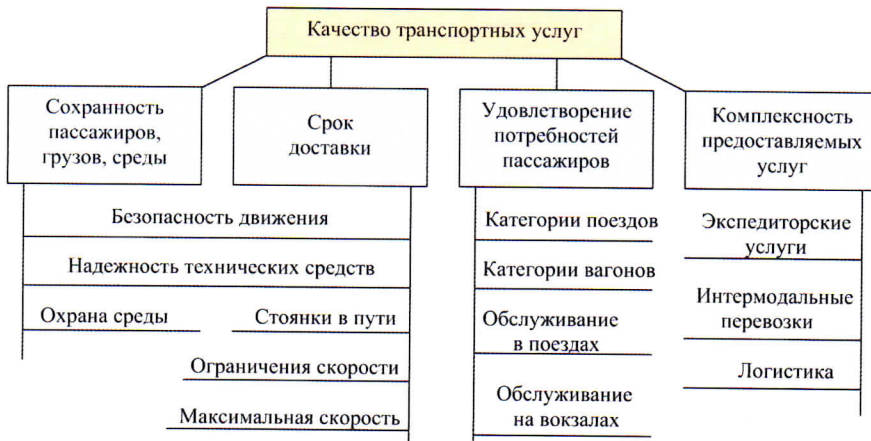 Качество транспортных услуг
Сохранность
пассажиров,
грузов, среды
Срок
доставки
Удовлетворение
потребностей
пассажиров
Комплексность
предоставляемых
услуг
Безопасность движения
Надежность технических средств
Охрана среды
Стоянки в пути
Ограничения скорости
Максимальная скорость
Категории поездов
Категории вагонов
Обслуживание
в поездах
Обслуживание
на вокзалах
Экспедиторские
услуги
Интермодальные
перевозки
Логистика